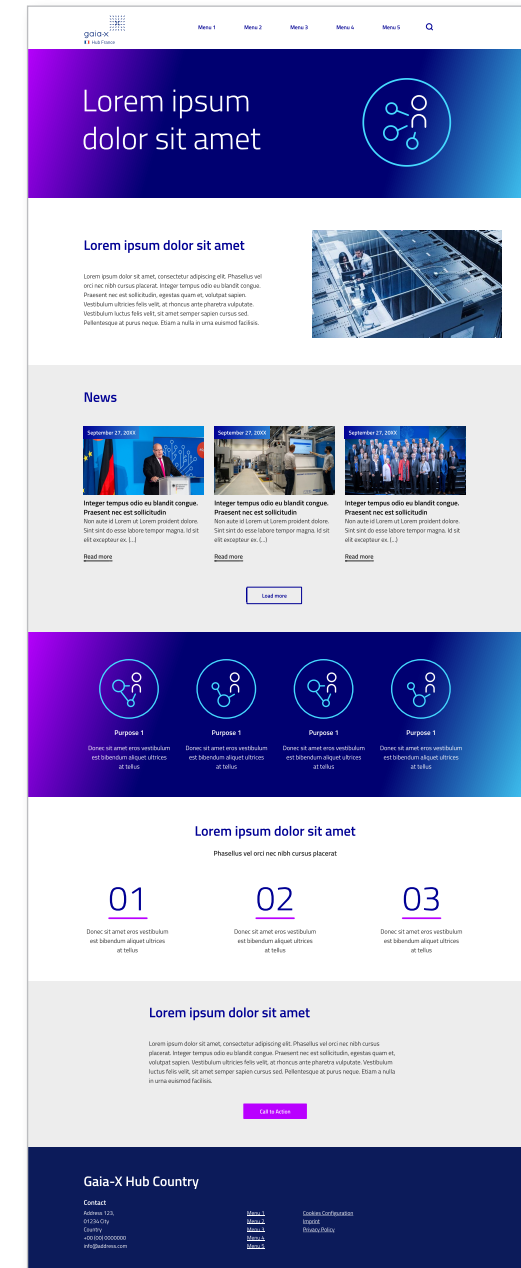 gaia-x
Hub France
Menu 1
Menu 2
Menu 3
Menu 4
Menu 5
Lorem ipsum
dolor sit amet
Lorem ipsum dolor sit amet
Lorem ipsum dolor sit amet, consectetur adipiscing elit. Phasellus vel
orci nec nibh cursus placerat. Integer tempus odio eu blandit congue.
Praesent nec est sollicitudin, egestas quam et, volutpat sapien.
Vestibulum ultricies felis velit, at rhoncus ante pharetra vulputate.
Vestibulum luctus felis velit, sit amet semper sapien cursus sed.
Pellentesque at purus neque. Etiam a nulla in urna euismod facilisis.
News
September 27, 20XX
Integer tempus odio eu blandit congue.
Praesent nec est sollicitudin
Non aute id Lorem ut Lorem proident dolore.
Sint sint do esse labore tempor magna. Id sit
elit excepteur ex. (...)
Read more
September 27, 20XX
Integer tempus odio eu blandit congue.
Praesent nec est sollicitudin
Non aute id Lorem ut Lorem proident dolore.
Sint sint do esse labore tempor magna. Id sit
elit excepteur ex. (...)
Read more
September 27, 20XX
Integer tempus odio eu blandit congue.
Praesent nec est sollicitudin
Non aute id Lorem ut Lorem proident dolore.
Sint sint do esse labore tempor magna. Id sit
elit excepteur ex. (...)
Read more
Load more
Purpose 1
Donec sit amet eros vestibulum
est bibendum aliquet ultrices
at tellus
Purpose 1
Donec sit amet eros vestibulum
est bibendum aliquet ultrices
at tellus
Purpose 1
Donec sit amet eros vestibulum
est bibendum aliquet ultrices
at tellus
Purpose 1
Donec sit amet eros vestibulum
est bibendum aliquet ultrices
at tellus
Lorem ipsum dolor sit amet
Phasellus vel orci nec nibh cursus placerat
01
Donec sit amet eros vestibulum
est bibendum aliquet ultrices
at tellus
02
Donec sit amet eros vestibulum
est bibendum aliquet ultrices
at tellus
03
Donec sit amet eros vestibulum
est bibendum aliquet ultrices
at tellus
Lorem ipsum dolor sit amet
Lorem ipsum dolor sit amet, consectetur adipiscing elit. Phasellus vel orci nec nibh cursus
placerat. Integer tempus odio eu blandit congue. Praesent nec est sollicitudin, egestas quam et,
volutpat sapien. Vestibulum ultricies felis velit, at rhoncus ante pharetra vulputate. Vestibulum
luctus felis velit, sit amet semper sapien cursus sed. Pellentesque at purus neque. Etiam a nulla
in urna euismod facilisis.
Call to Action
Gaia-X Hub Country
Contact
Address 123,
01234 City
Country
+00 (00) 0000000
info@address.com
Menu 1
Menu 2
Menu 3
Menu 4
Menu 5
Cookies Configuration
Imprint
Privacy Policy